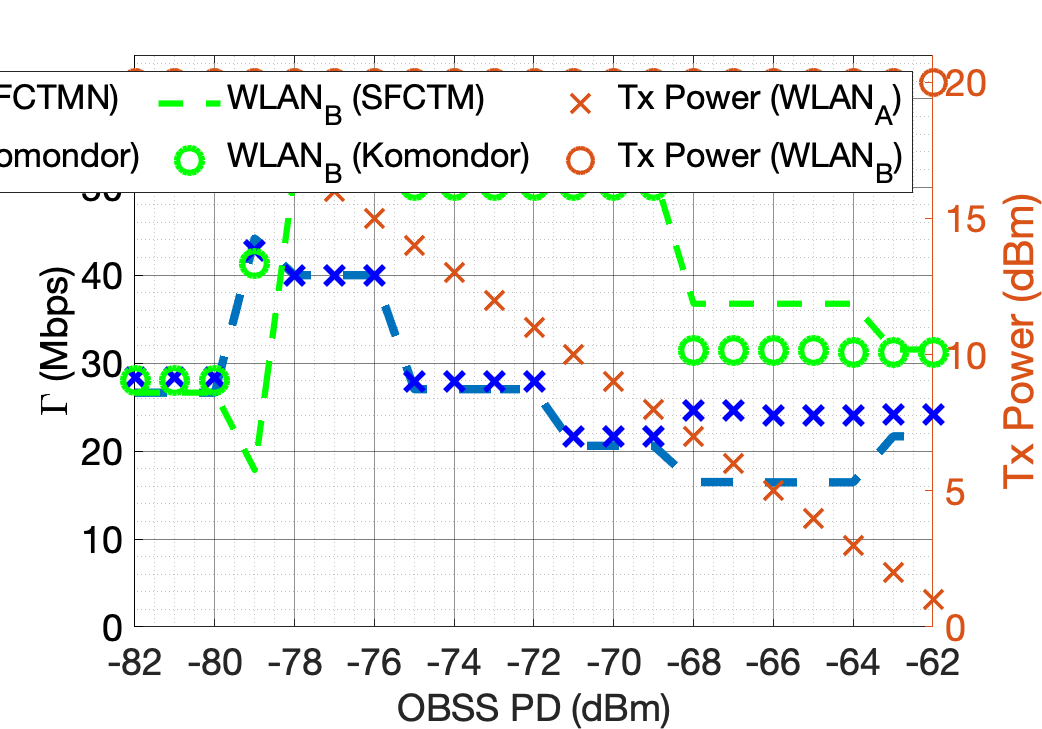 FCTMN)
WLAN_B (SFCTM)
Tx Power (WLAN_A)
omondor)
WLAN_B (Komondor)
Tx Power (WLAN_B)
20
15
10
5
0
40
30
20
10
0
Γ (Mbps)
Tx Power (dBm)
-82 -80 -78 -76 -74 -72 -70 -68 -66 -64 -62
OBSS PD (dBm)